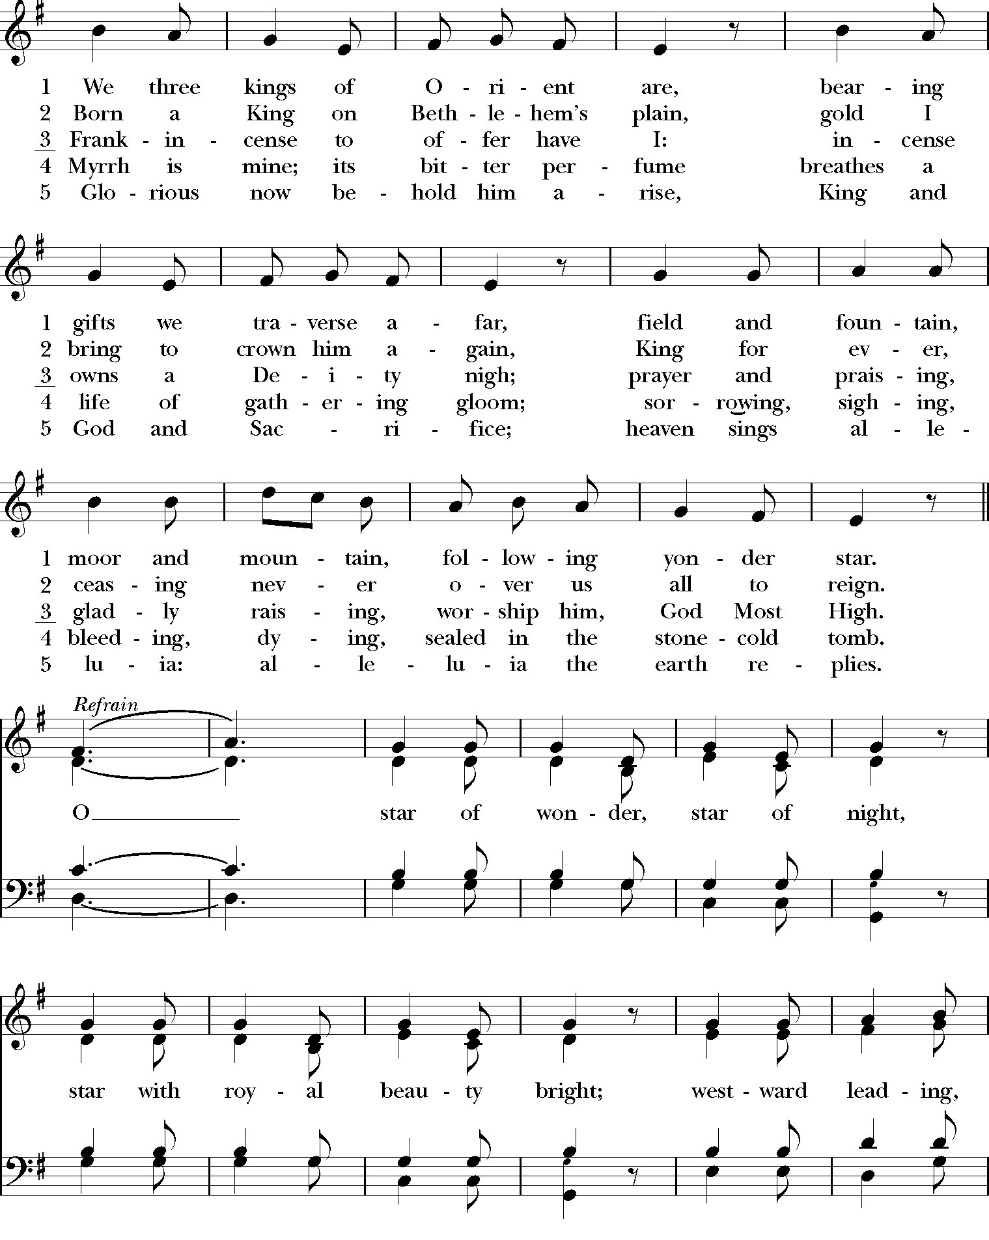 1 We three kings of O - ri - ent are, bear - ing
2 Born a King on Beth - le - hem's plain, gold I
3 Frank - in - cense to of - fer have I: in - cense
4 Myrrh is mine; its bit - ter per - fume breathes a
5 Glo - rious now be - hold him a - rise, King and
1 gifts we tra - verse a - far, field and foun - tain,
2 bring to crown him a - gain, King for ev - er,
3 owns a De - i - ty nigh; prayer and prais - ing,
4 life of gath - er - ing gloom; sor - rowing, sigh - ing,
5 God and Sac - ri - fice; heaven sings al - le -
1 moor and moun - tain, fol - low - ing yon - der star.
2 ceas - ing nev - er o - ver us all to reign.
3 glad - ly rais - ing, wor - ship him, God Most High.
4 bleed - ing, dy - ing, sealed in the stone - cold tomb.
5 lu - ia: al - le - lu - ia the earth re - plies.
Refrain
O star of won - der, star of night,
star with roy - al beau - ty bright; west - ward lead - ing,